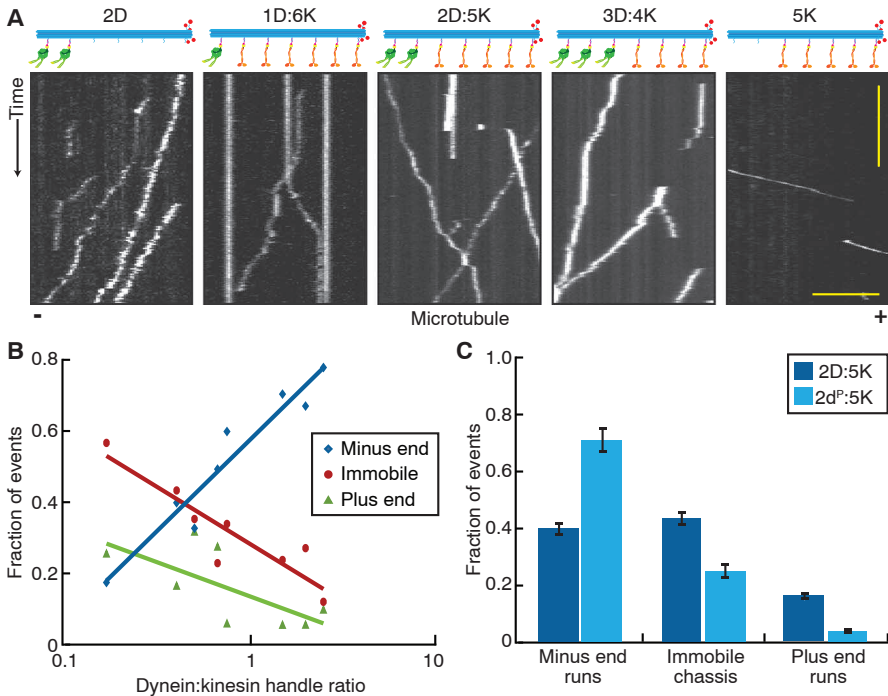 A
2D
1D:6K
2D:5K
3D:4K
5K
Time
-
Microtubule
+
B
0.8
0.6
0.4
0.2
0
0.1
1
10
Fraction of events
Dynein:kinesin handle ratio
Minus end
Immobile
Plus end
C
1.0
0.8
0.6
0.4
0.2
0
Fraction of events
2D:5K
2dᴾ:5K
Minus end runs
Immobile chassis
Plus end runs